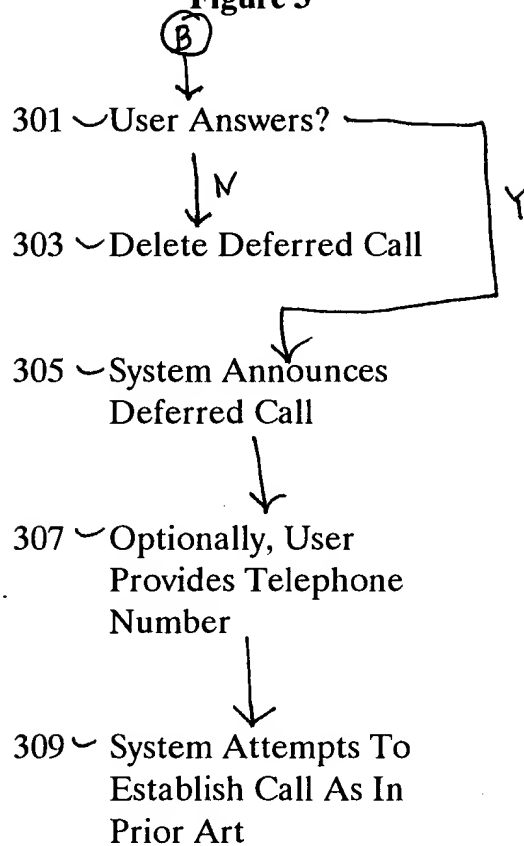 Figure 3
B
301 User Answers?
N
Y
303 Delete Deferred Call
305 System Announces
Deferred Call
307 Optionally, User
Provides Telephone
Number
309 System Attempts To
Establish Call As In
Prior Art